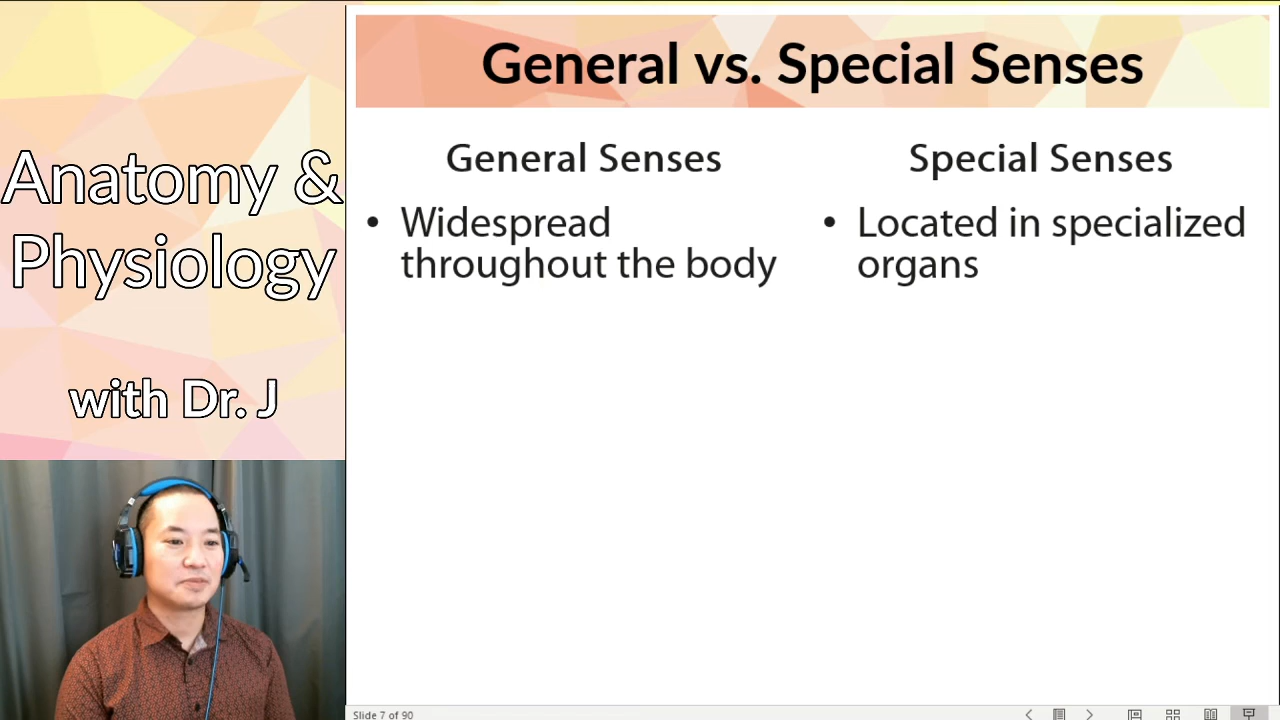 Anatomy &
Physiology
with Dr. J
General vs. Special Senses
General Senses
• Widespread
throughout the body
Special Senses
• Located in specialized
organs
Slide 7 of 90